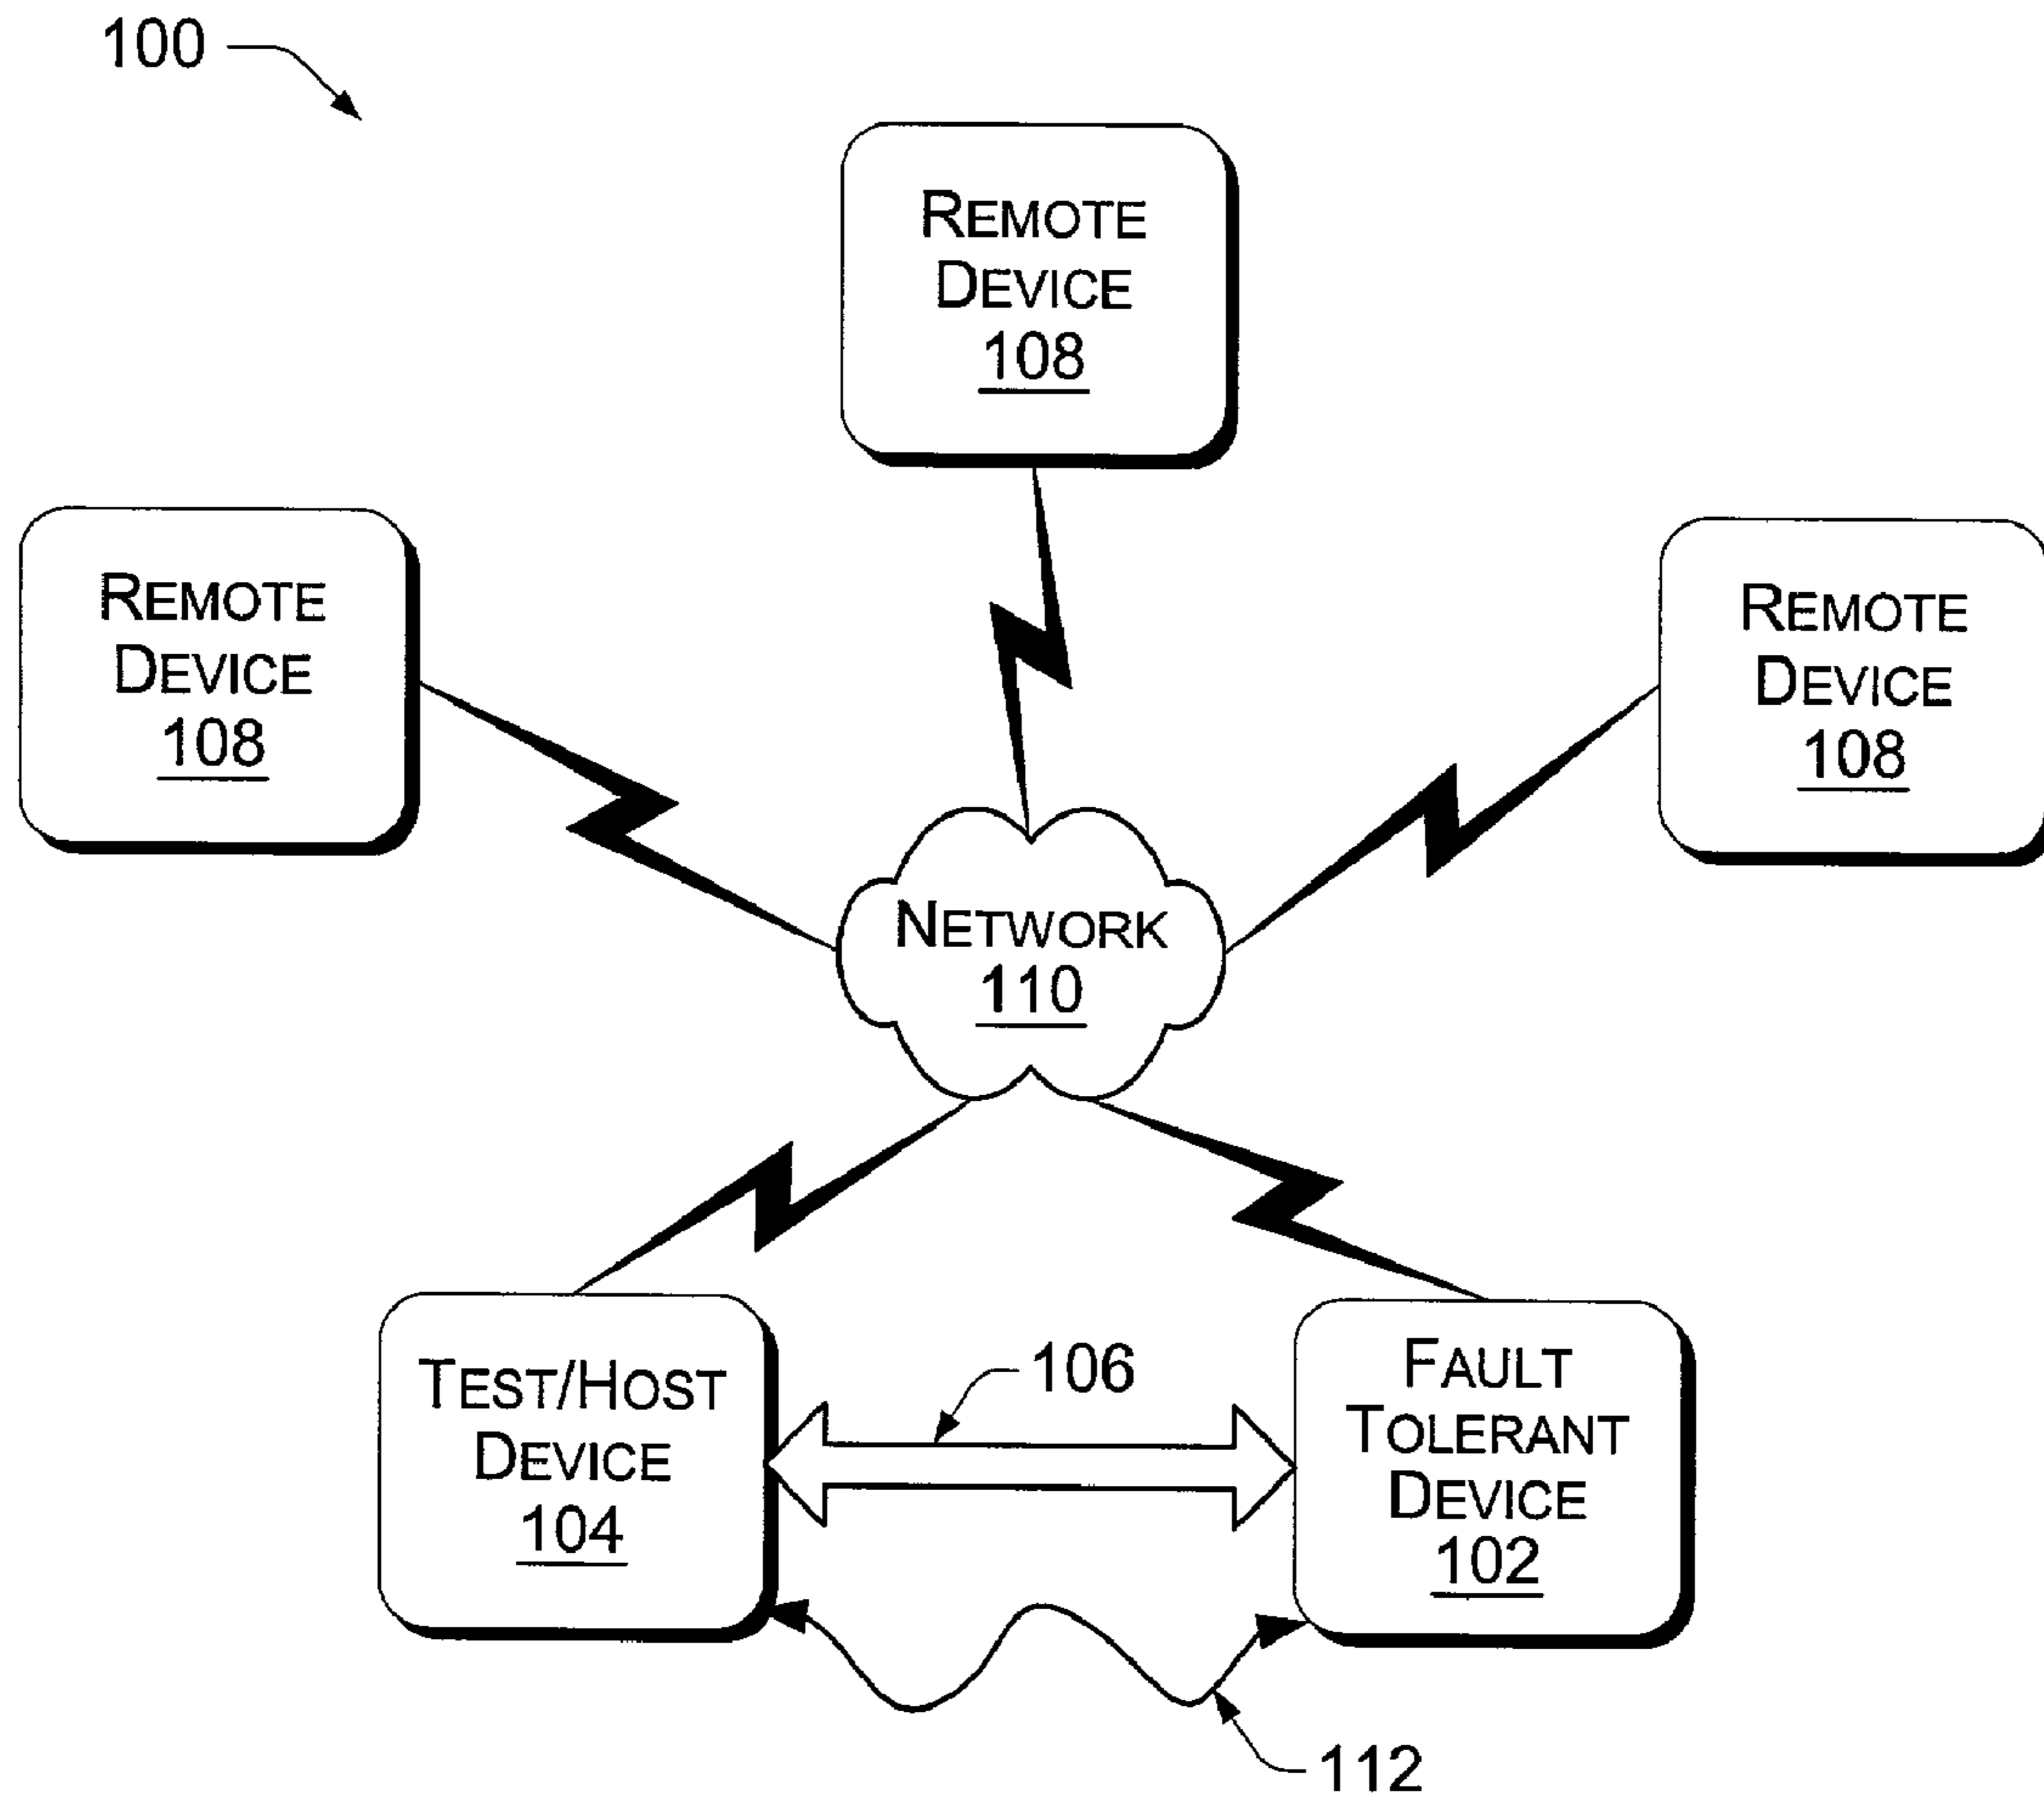 100
REMOTE
DEVICE
108
REMOTE
DEVICE
108
REMOTE
DEVICE
108
NETWORK
110
TEST/HOST
DEVICE
104
106
FAULT
TOLERANT
DEVICE
102
112